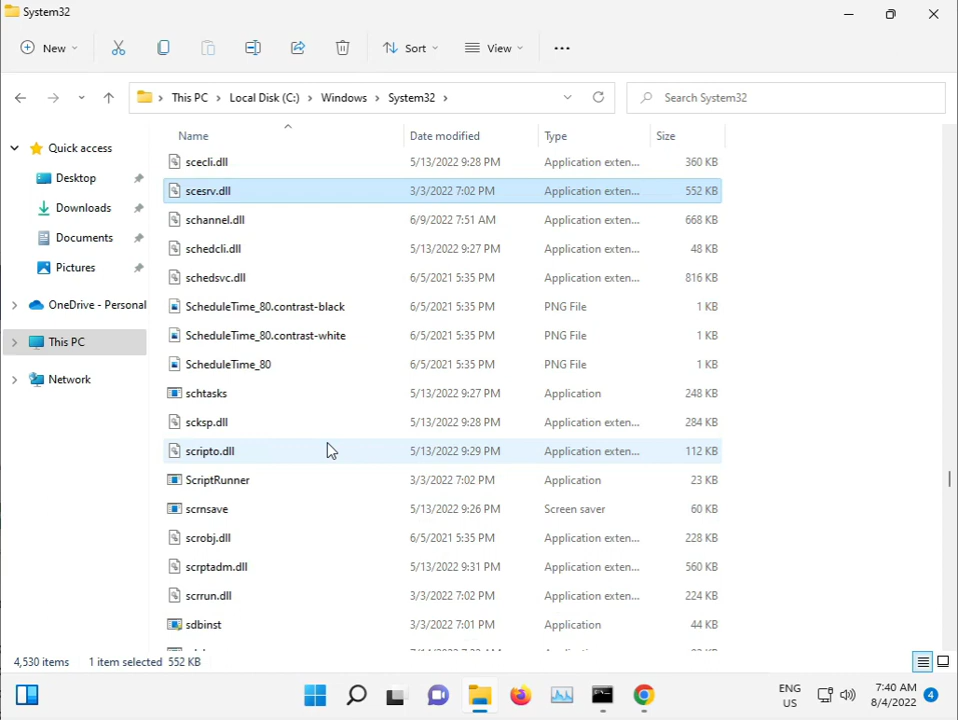 System32
New
Sort
View
This PC
Local Disk (C:)
Windows
System32
Search System32
Name
Date modified
Type
Size
Quick access
Desktop
Downloads
Documents
Pictures
OneDrive - Personal
This PC
Network
scecli.dll 5/13/2022 9:28 PM Application exten... 360 KB
scesrv.dll 3/3/2022 7:02 PM Application exten... 552 KB
schannel.dll 6/9/2022 7:51 AM Application exten... 668 KB
schedcli.dll 5/13/2022 9:27 PM Application exten... 48 KB
schedsvc.dll 6/5/2021 5:35 PM Application exten... 816 KB
ScheduleTime_80.contrast-black 6/5/2021 5:35 PM PNG File 1 KB
ScheduleTime_80.contrast-white 6/5/2021 5:35 PM PNG File 1 KB
ScheduleTime_80 6/5/2021 5:35 PM PNG File 1 KB
schtasks 5/13/2022 9:27 PM Application 248 KB
scksp.dll 5/13/2022 9:28 PM Application exten... 284 KB
scripto.dll 5/13/2022 9:29 PM Application exten... 112 KB
ScriptRunner 3/3/2022 7:02 PM Application 23 KB
scrnsave 5/13/2022 9:26 PM Screen saver 60 KB
scrobj.dll 6/5/2021 5:35 PM Application exten... 228 KB
scrptadm.dll 5/13/2022 9:31 PM Application exten... 560 KB
scrrun.dll 3/3/2022 7:02 PM Application exten... 224 KB
sdbinst 3/3/2022 7:01 PM Application 44 KB
4,530 items
1 item selected 552 KB
ENG
US
7:40 AM
8/4/2022
4